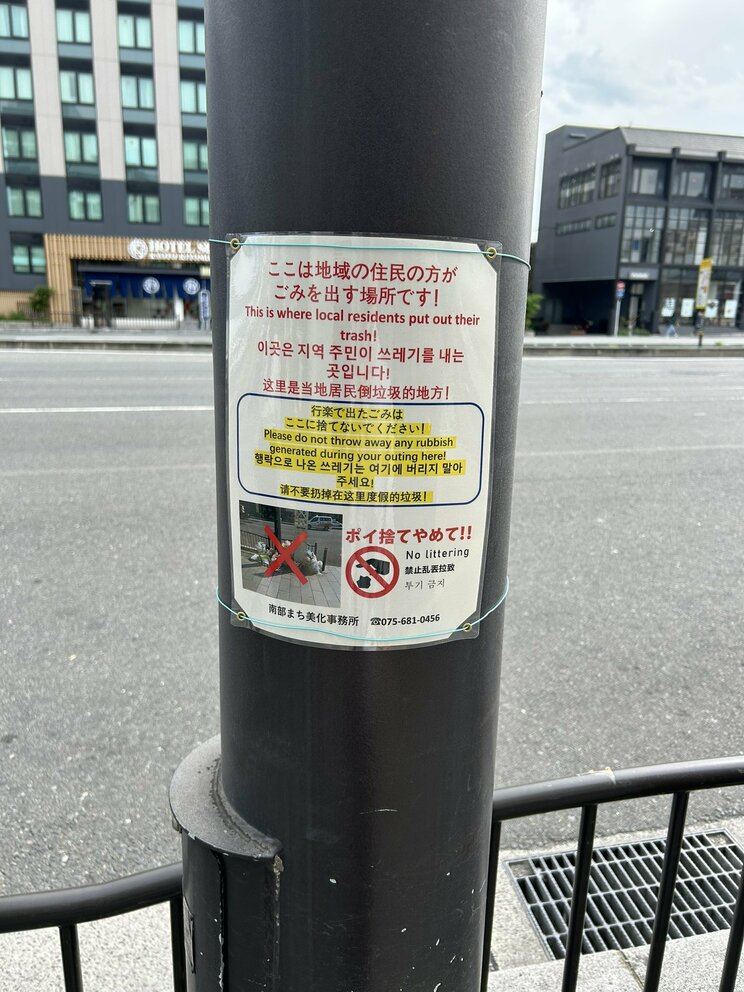 HOTEL
ここは地域の住民の方が
ごみを出す場所です!
This is where local residents put out their
trash!
이곳은 지역 주민이 쓰레기를 내는
곳입니다!
这里是当地居民倒垃圾的地方!
行楽で出たごみは
ここに捨てないでください!
Please do not throw away any rubbish
generated during your outing here!
행락으로 나온 쓰레기는 여기에 버리지 말아
주세요!
请不要扔掉在这里度假的垃圾!
ポイ捨てやめて!!
No littering
禁止乱丢拉致
투기 금지
南部まち美化事務所 ☎075-681-0456